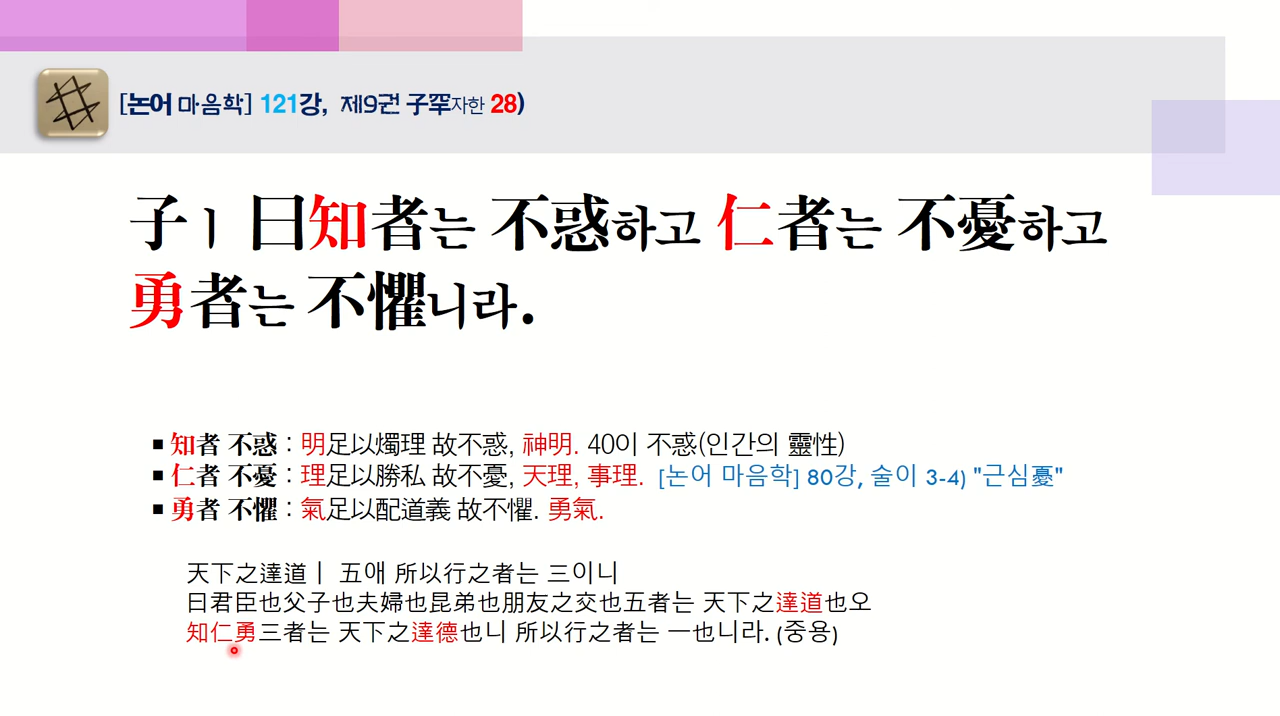 [논어 마음학] 121강, 제9권 子罕자한 28)
子ㅣ 曰知者는 不惑하고 仁者는 不憂하고
勇者는 不懼니라.
▪ 知者 不惑 : 明足以燭理 故不惑, 神明. 40이 不惑(인간의 靈性)
▪ 仁者 不憂 : 理足以勝私 故不憂, 天理, 事理. [논어 마음학] 80강, 술이 3-4) "근심憂"
▪ 勇者 不懼 : 氣足以配道義 故不懼. 勇氣.
天下之達道ㅣ 五애 所以行之者는 三이니
曰君臣也父子也夫婦也昆弟也朋友之交也五者는 天下之達道也오
知仁勇三者는 天下之達德也니 所以行之者는 一也니라. (중용)